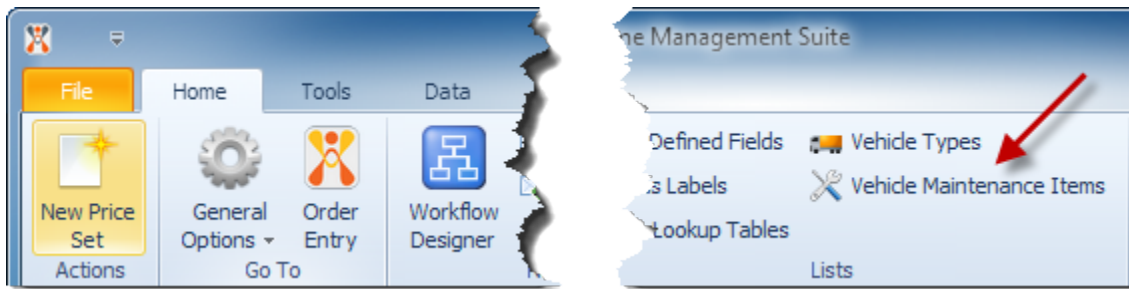 Management Suite
File Home Tools Data
Defined Fields Vehicle Types
Labels Vehicle Maintenance Items
Lookup Tables
New Price Set
General Options
Order Entry
Workflow Designer
Actions Go To Lists